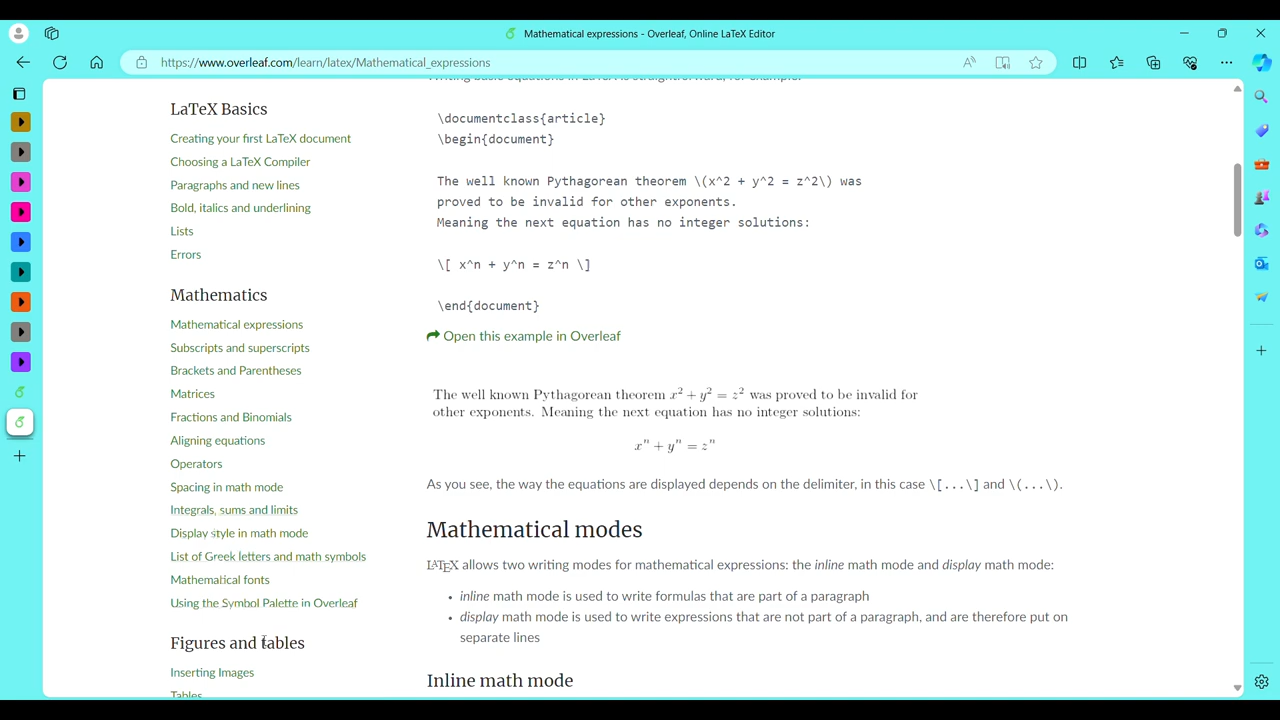 Mathematical expressions - Overleaf, Online LaTeX Editor
https://www.overleaf.com/learn/latex/Mathematical_expressions
LaTeX Basics
Creating your first LaTeX document
Choosing a LaTeX Compiler
Paragraphs and new lines
Bold, italics and underlining
Lists
Errors
Mathematics
Mathematical expressions
Subscripts and superscripts
Brackets and Parentheses
Matrices
Fractions and Binomials
Aligning equations
Operators
Spacing in math mode
Integrals, sums and limits
Display style in math mode
List of Greek letters and math symbols
Mathematical fonts
Using the Symbol Palette in Overleaf
Figures and tables
Inserting Images
Tables
\documentclass{article}
\begin{document}
The well known Pythagorean theorem \(x^2 + y^2 = z^2\) was
proved to be invalid for other exponents.
Meaning the next equation has no integer solutions:
\[ x^n + y^n = z^n \]
\end{document}
Open this example in Overleaf
The well known Pythagorean theorem x² + y² = z² was proved to be invalid for
other exponents. Meaning the next equation has no integer solutions:
xⁿ + yⁿ = zⁿ
As you see, the way the equations are displayed depends on the delimiter, in this case \[...\] and \(...\).
Mathematical modes
LATEX allows two writing modes for mathematical expressions: the inline math mode and display math mode:
• inline math mode is used to write formulas that are part of a paragraph
• display math mode is used to write expressions that are not part of a paragraph, and are therefore put on
separate lines
Inline math mode